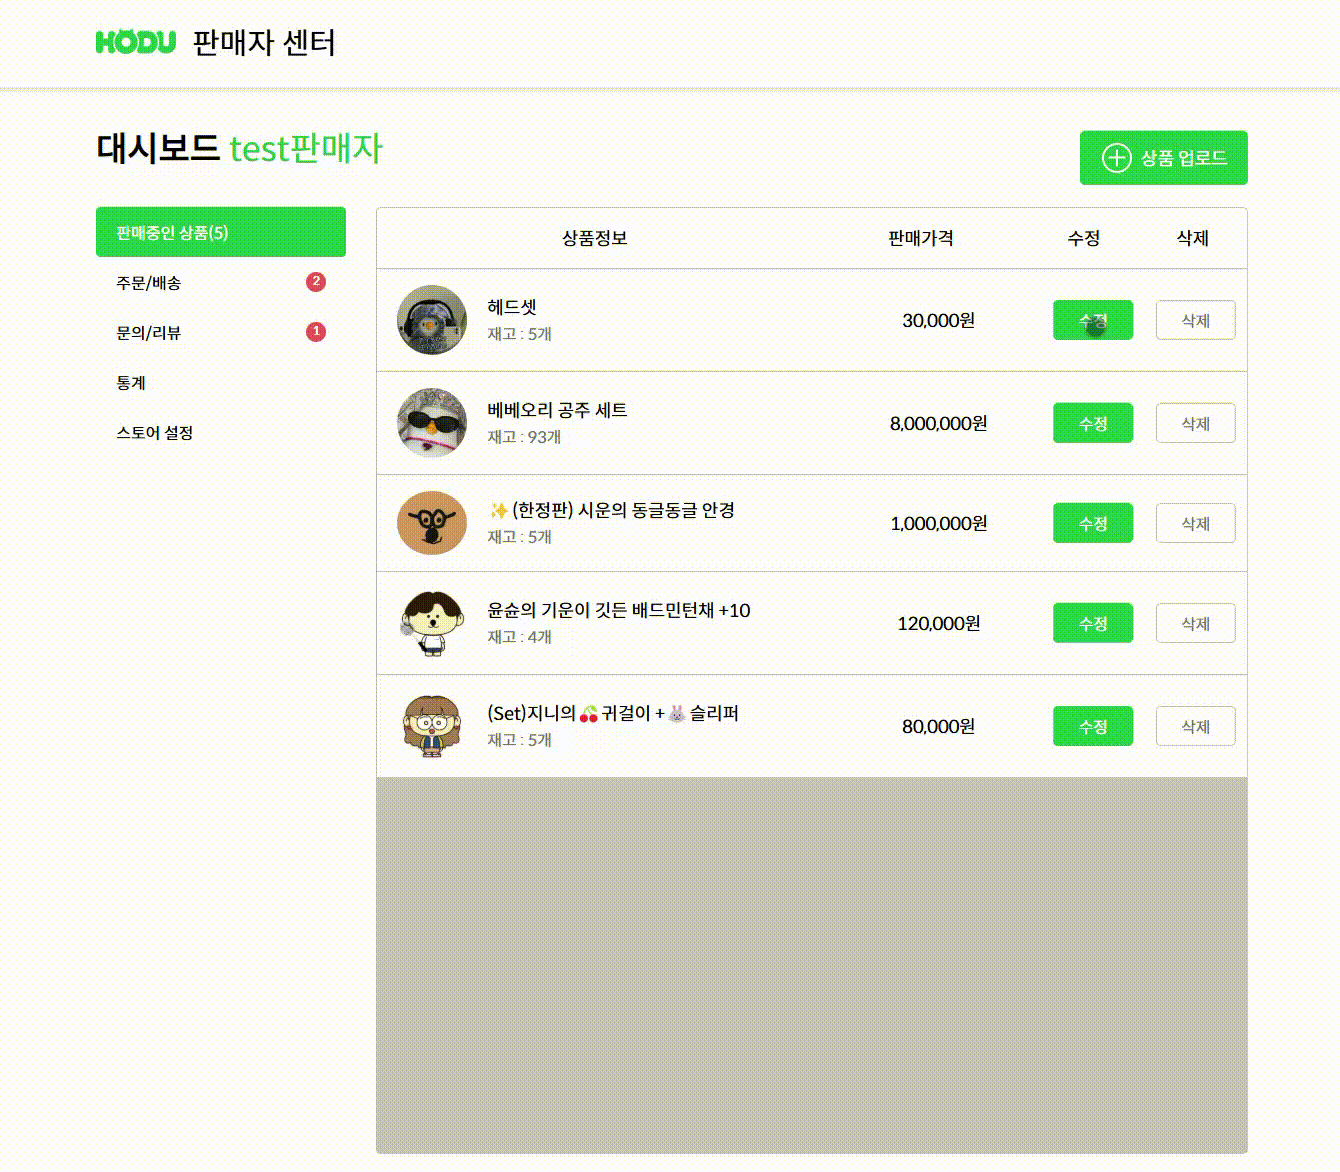 HODU 판매자 센터
대시보드 test판매자
상품 업로드
판매중인 상품(5)
주문/배송 2
문의/리뷰 1
통계
스토어 설정
상품정보 판매가격 수정 삭제
헤드셋
재고 : 5개
30,000원 수정 삭제
베베오리 공주 세트
재고 : 93개
8,000,000원 수정 삭제
✨ (한정판) 시운의 동글동글 안경
재고 : 5개
1,000,000원 수정 삭제
윤슌의 기운이 깃든 배드민턴채 +10
재고 : 4개
120,000원 수정 삭제
(Set)지니의🍒귀걸이 +🐰슬리퍼
재고 : 5개
80,000원 수정 삭제